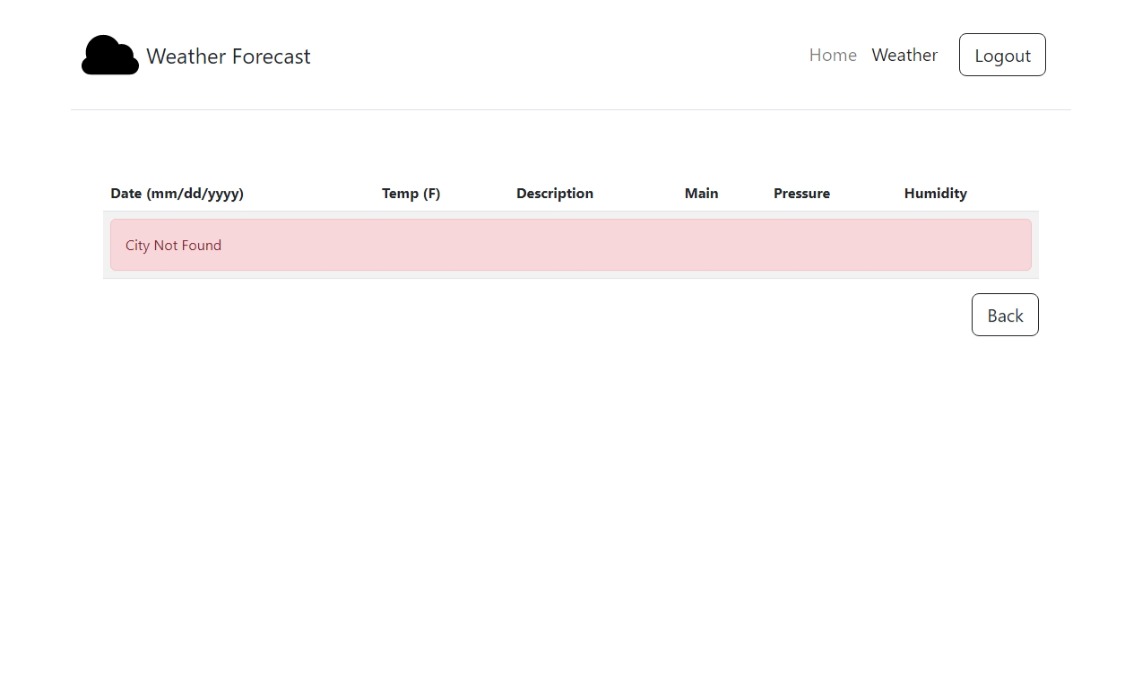 Weather Forecast
Home Weather Logout
Date (mm/dd/yyyy) Temp (F) Description Main Pressure Humidity
City Not Found
Back